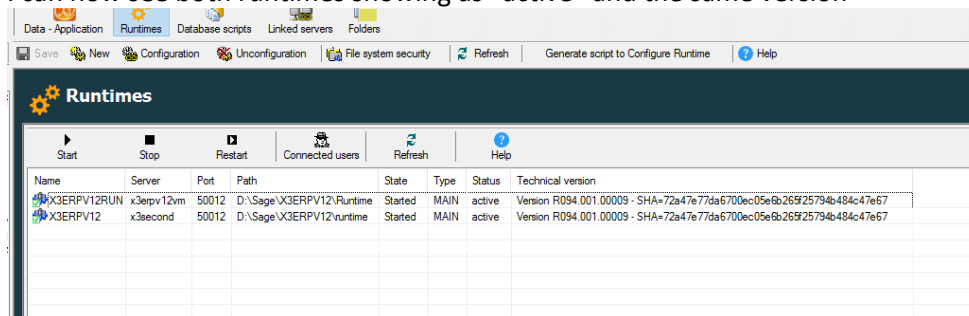 I can now see both runtimes showing as "active" and the same version
Data - Application Runtimes Database scripts Linked servers Folders
Save New Configuration Unconfiguration File system security Refresh Generate script to Configure Runtime Help
Runtimes
Start Stop Restart Connected users Refresh Help
Name Server Port Path State Type Status Technical version
X3ERPV12RUN x3erpv12vm 50012 D:\Sage\X3ERPV12\Runtime Started MAIN active Version R094.001.00009 - SHA=72a47e77da6700ec05e6b265f25794b484c47e67
X3ERPV12 x3second 50012 D:\Sage\X3ERPV12\runtime Started MAIN active Version R094.001.00009 - SHA=72a47e77da6700ec05e6b265f25794b484c47e67